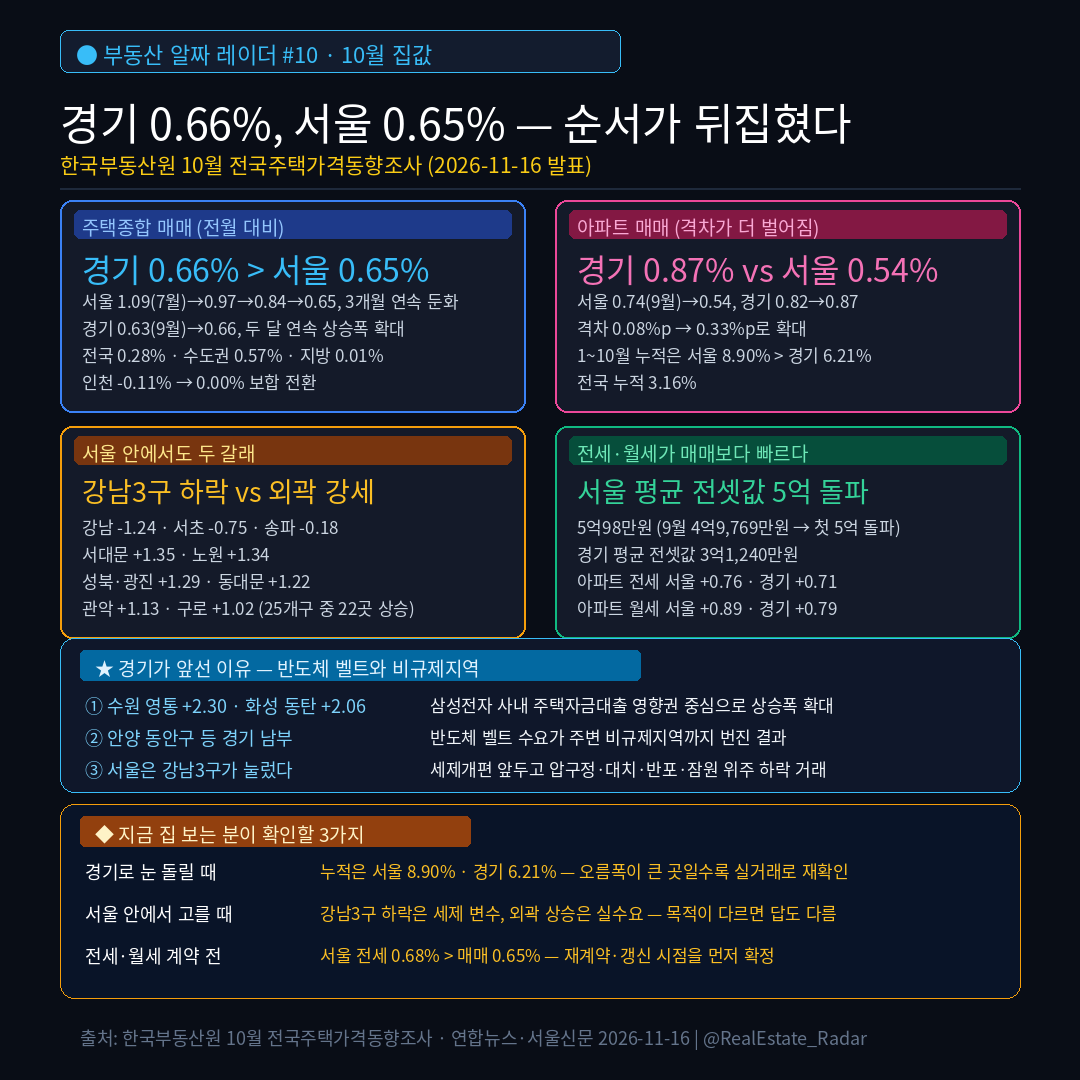 ● 부동산 알짜 레이더 #10 · 10월 집값
경기 0.66%, 서울 0.65% — 순서가 뒤집혔다
한국부동산원 10월 전국주택가격동향조사 (2026-11-16 발표)
주택종합 매매 (전월 대비)
경기 0.66% > 서울 0.65%
서울 1.09(7월)→0.97→0.84→0.65, 3개월 연속 둔화
경기 0.63(9월)→0.66, 두 달 연속 상승폭 확대
전국 0.28% · 수도권 0.57% · 지방 0.01%
인천 -0.11% → 0.00% 보합 전환
아파트 매매 (격차가 더 벌어짐)
경기 0.87% vs 서울 0.54%
서울 0.74(9월)→0.54, 경기 0.82→0.87
격차 0.08%p → 0.33%p로 확대
1~10월 누적은 서울 8.90% > 경기 6.21%
전국 누적 3.16%
서울 안에서도 두 갈래
강남3구 하락 vs 외곽 강세
강남 -1.24 · 서초 -0.75 · 송파 -0.18
서대문 +1.35 · 노원 +1.34
성북·광진 +1.29 · 동대문 +1.22
관악 +1.13 · 구로 +1.02 (25개구 중 22곳 상승)
전세·월세가 매매보다 빠르다
서울 평균 전셋값 5억 돌파
5억98만원 (9월 4억9,769만원 → 첫 5억 돌파)
경기 평균 전셋값 3억1,240만원
아파트 전세 서울 +0.76 · 경기 +0.71
아파트 월세 서울 +0.89 · 경기 +0.79
★ 경기가 앞선 이유 — 반도체 벨트와 비규제지역
① 수원 영통 +2.30 · 화성 동탄 +2.06 삼성전자 사내 주택자금대출 영향권 중심으로 상승폭 확대
② 안양 동안구 등 경기 남부 반도체 벨트 수요가 주변 비규제지역까지 번진 결과
③ 서울은 강남3구가 눌렀다 세제개편 앞두고 압구정·대치·반포·잠원 위주 하락 거래
◆ 지금 집 보는 분이 확인할 3가지
경기로 눈 돌릴 때 누적은 서울 8.90% · 경기 6.21% — 오름폭이 큰 곳일수록 실거래로 재확인
서울 안에서 고를 때 강남3구 하락은 세제 변수, 외곽 상승은 실수요 — 목적이 다르면 답도 다름
전세·월세 계약 전 서울 전세 0.68% > 매매 0.65% — 재계약·갱신 시점을 먼저 확정
출처: 한국부동산원 10월 전국주택가격동향조사 · 연합뉴스·서울신문 2026-11-16 | @RealEstate_Radar